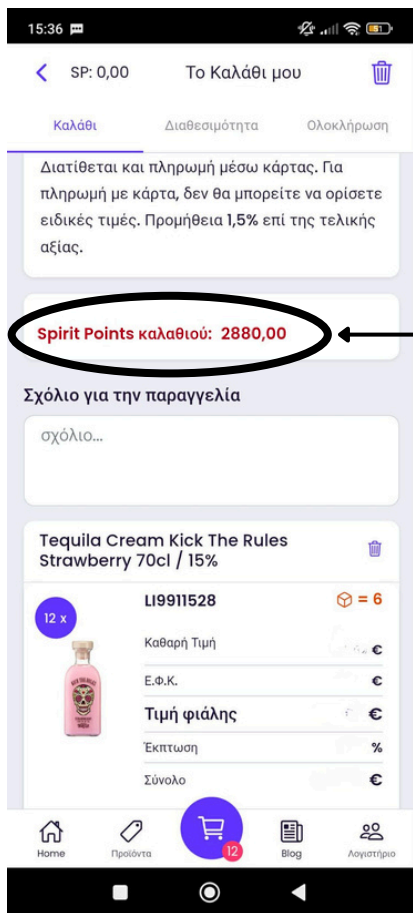 15:36
SP: 0,00
Το Καλάθι μου
Καλάθι
Διαθεσιμότητα
Ολοκλήρωση
Διατίθεται και πληρωμή μέσω κάρτας. Για
πληρωμή με κάρτα, δεν θα μπορείτε να ορίσετε
ειδικές τιμές. Προμήθεια 1,5% επί της τελικής
αξίας.
Spirit Points καλαθιού: 2880,00
Σχόλιο για την παραγγελία
σχόλιο...
Tequila Cream Kick The Rules
Strawberry 70cl / 15%
12 x
LI9911528
= 6
Καθαρή Τιμή €
Ε.Φ.Κ. €
Τιμή φιάλης €
Έκπτωση %
Σύνολο €
12
Home
Προϊόντα
Blog
Λογιστήριο